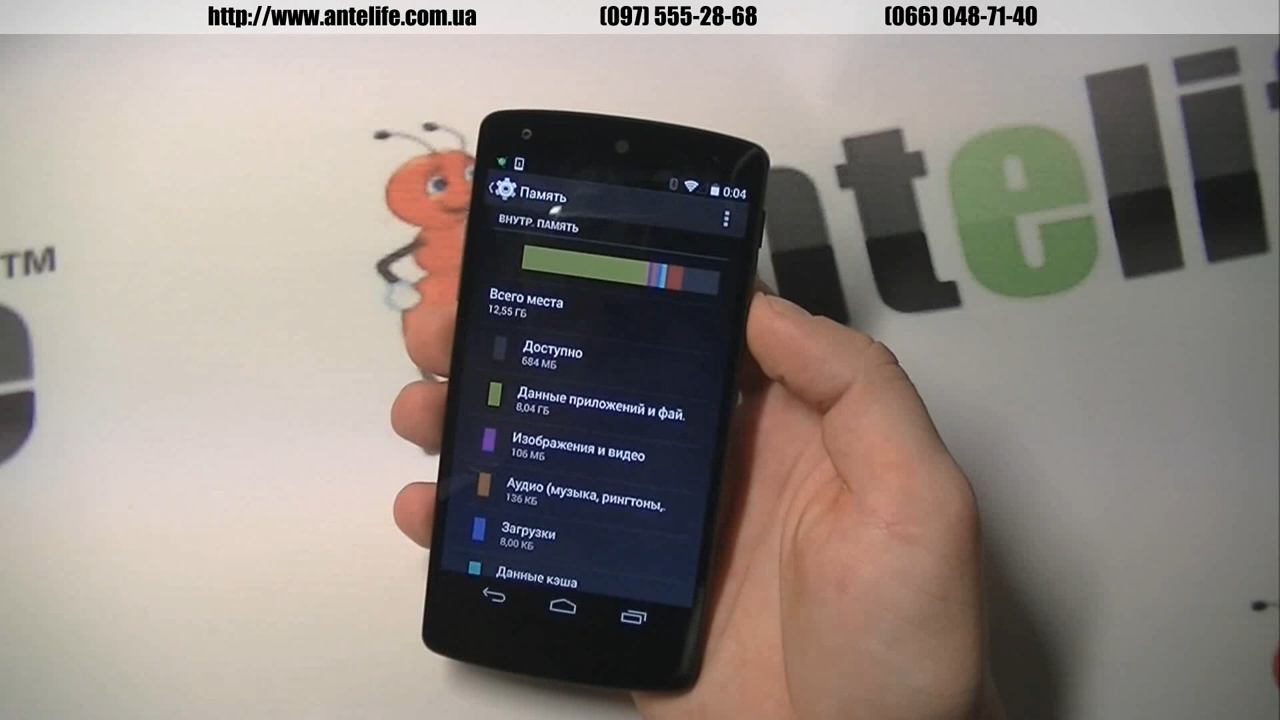 http://www.antelife.com.ua (097) 555-28-68 (066) 048-71-40
antelif
TM
e
0:04
Память
ВНУТР. ПАМЯТЬ
Всего места
12,55 ГБ
Доступно
684 МБ
Данные приложений и фай.
8,04 ГБ
Изображения и видео
106 МБ
Аудио (музыка, рингтоны,.
136 КБ
Загрузки
8,00 КБ
Данные кэша